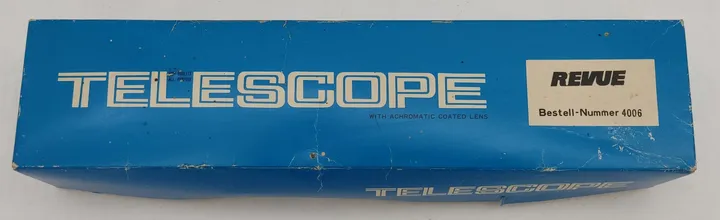 TELESCOPE
WITH ACHROMATIC COATED LENS
REVUE
Bestell-Nummer 4006
TELESCOPE